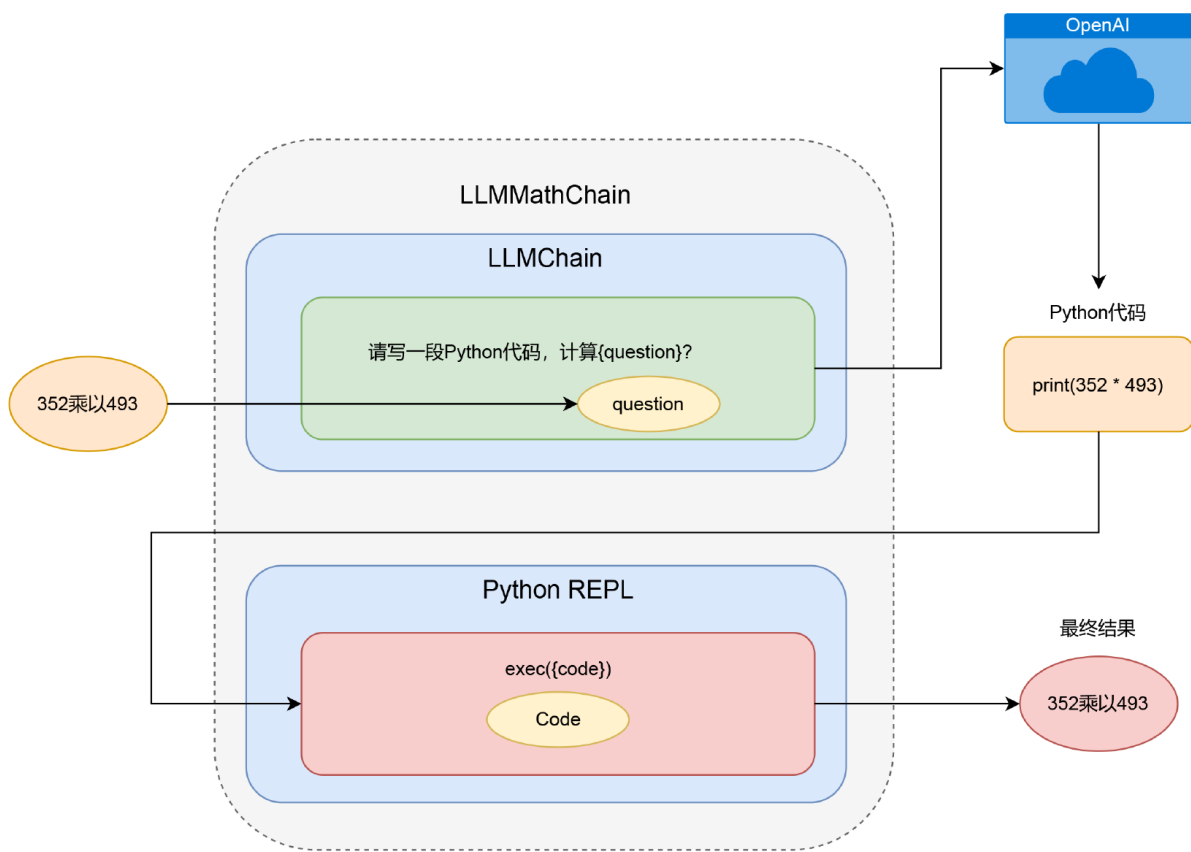 OpenAI
LLMMathChain
LLMChain
请写一段Python代码，计算{question}?
352乘以493
question
Python代码
print(352 * 493)
Python REPL
exec({code})
Code
最终结果
352乘以493